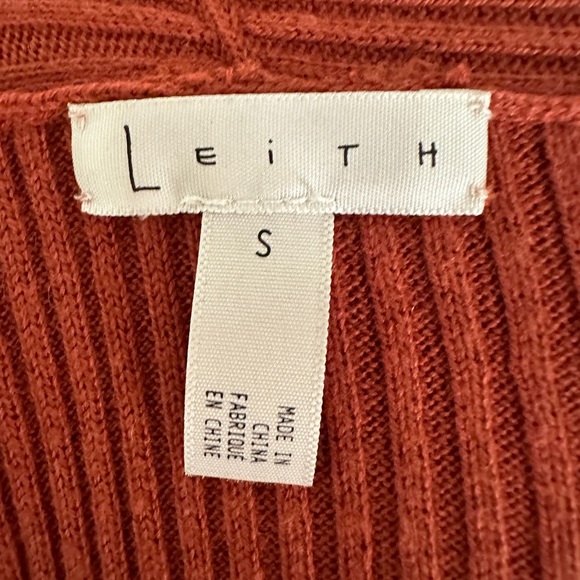 LEiTH
S
MADE IN
CHINA
FABRIQUE
EN CHINE